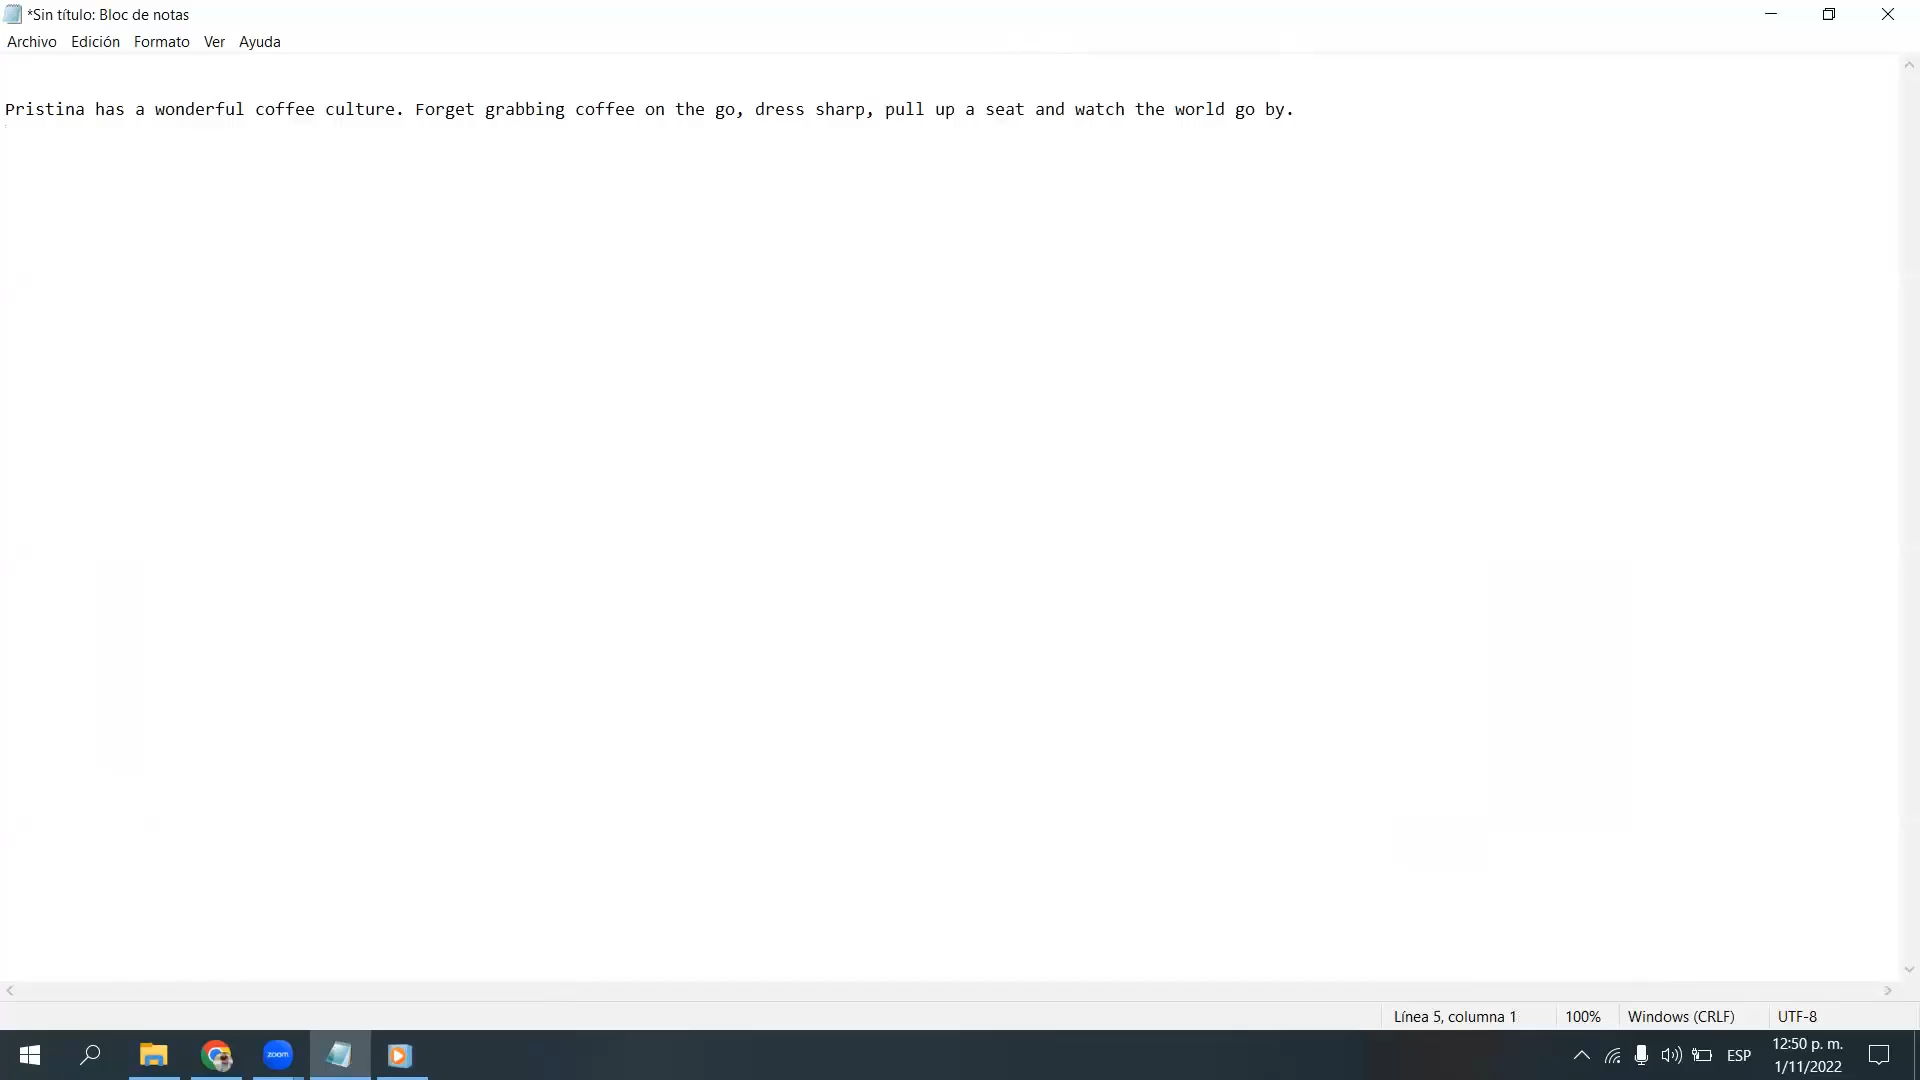 *Sin título: Bloc de notas
Archivo Edición Formato Ver Ayuda
Pristina has a wonderful coffee culture. Forget grabbing coffee on the go, dress sharp, pull up a seat and watch the world go by.
Línea 5, columna 1 100% Windows (CRLF) UTF-8
zoom
ESP
12:50 p. m.
1/11/2022